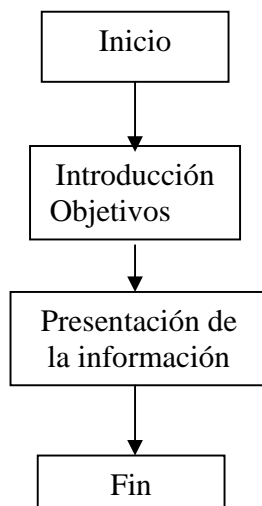 Inicio
Introducción
Objetivos
Presentación de
la información
Fin